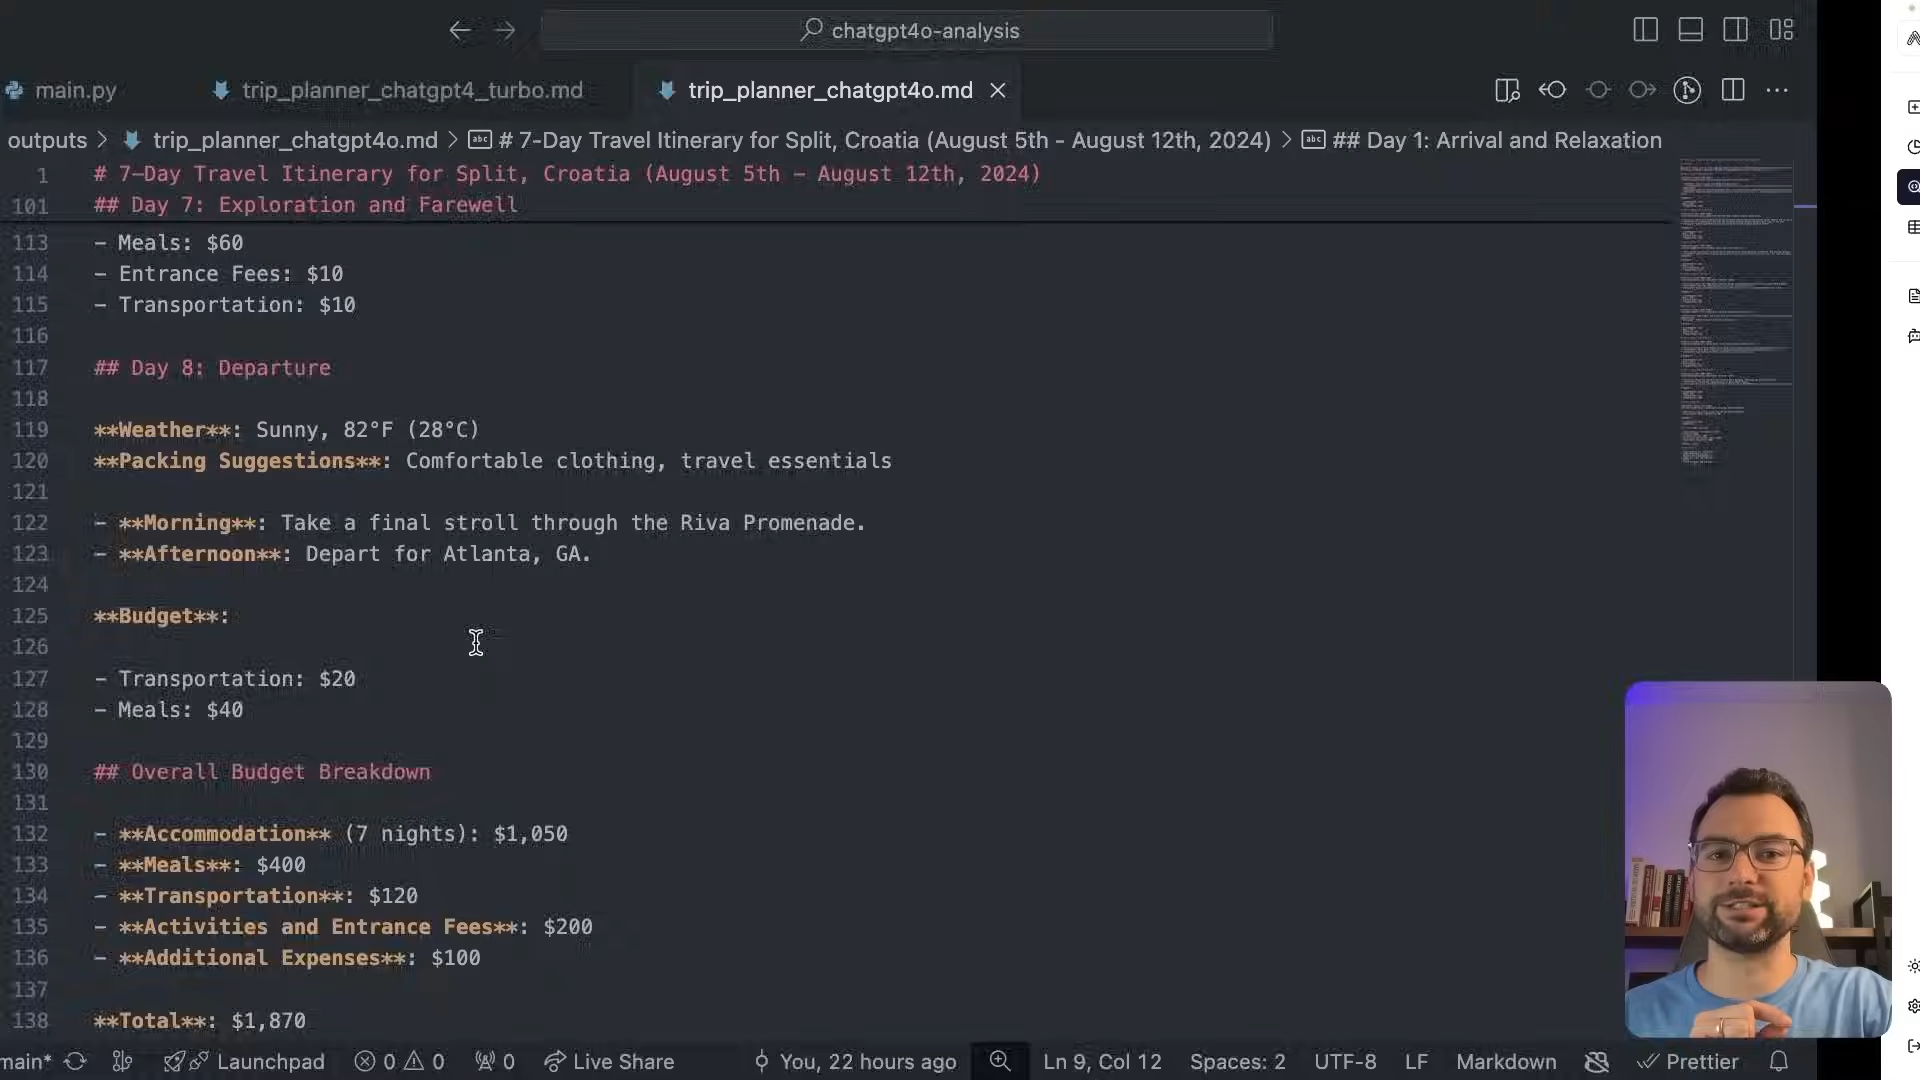 chatgpt4o-analysis
main.py
trip_planner_chatgpt4_turbo.md
trip_planner_chatgpt4o.md
outputs > trip_planner_chatgpt4o.md > # 7-Day Travel Itinerary for Split, Croatia (August 5th - August 12th, 2024) > ## Day 1: Arrival and Relaxation
1 # 7-Day Travel Itinerary for Split, Croatia (August 5th - August 12th, 2024)
101 ## Day 7: Exploration and Farewell
113 - Meals: $60
114 - Entrance Fees: $10
115 - Transportation: $10
116
117 ## Day 8: Departure
118
119 **Weather**: Sunny, 82°F (28°C)
120 **Packing Suggestions**: Comfortable clothing, travel essentials
121
122 - **Morning**: Take a final stroll through the Riva Promenade.
123 - **Afternoon**: Depart for Atlanta, GA.
124
125 **Budget**:
126
127 - Transportation: $20
128 - Meals: $40
129
130 ## Overall Budget Breakdown
131
132 - **Accommodation** (7 nights): $1,050
133 - **Meals**: $400
134 - **Transportation**: $120
135 - **Activities and Entrance Fees**: $200
136 - **Additional Expenses**: $100
137
138 **Total**: $1,870
main* Launchpad 0 0 0 Live Share You, 22 hours ago Ln 9, Col 12 Spaces: 2 UTF-8 LF Markdown Prettier